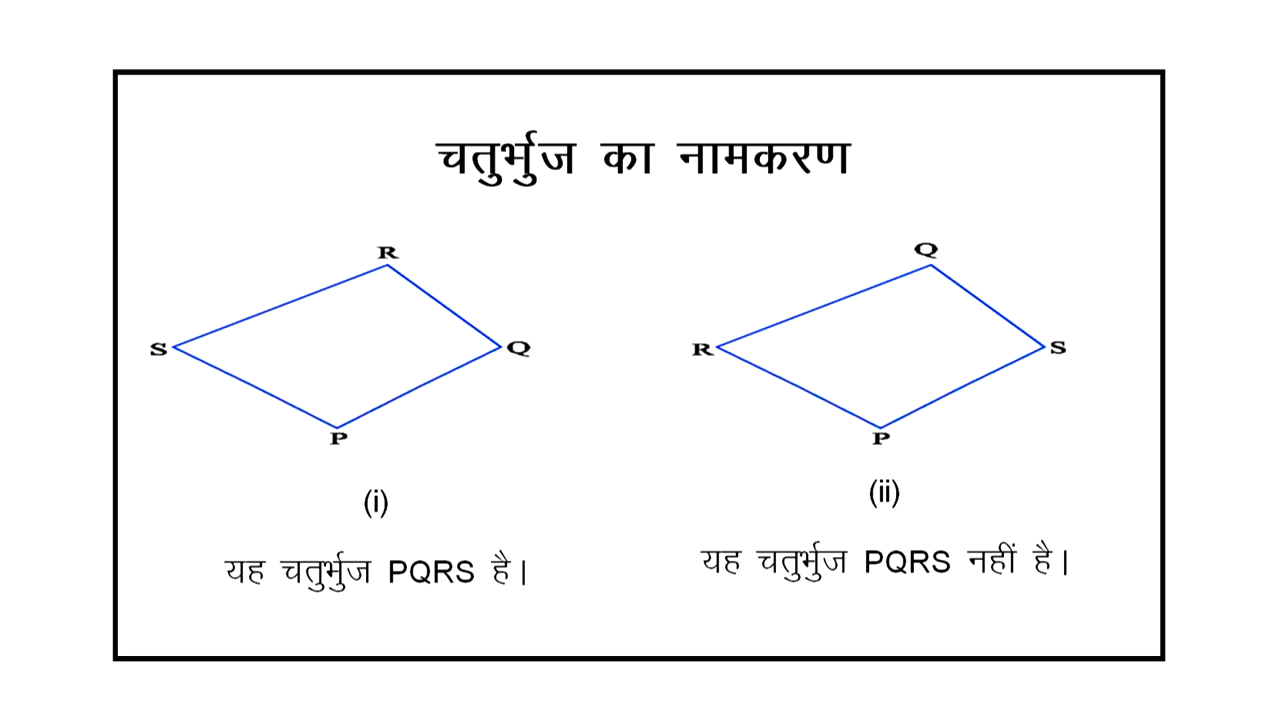 चतुर्भुज का नामकरण
R
S
Q
P
(i)
यह चतुर्भुज PQRS है।
Q
R
S
P
(ii)
यह चतुर्भुज PQRS नहीं है।